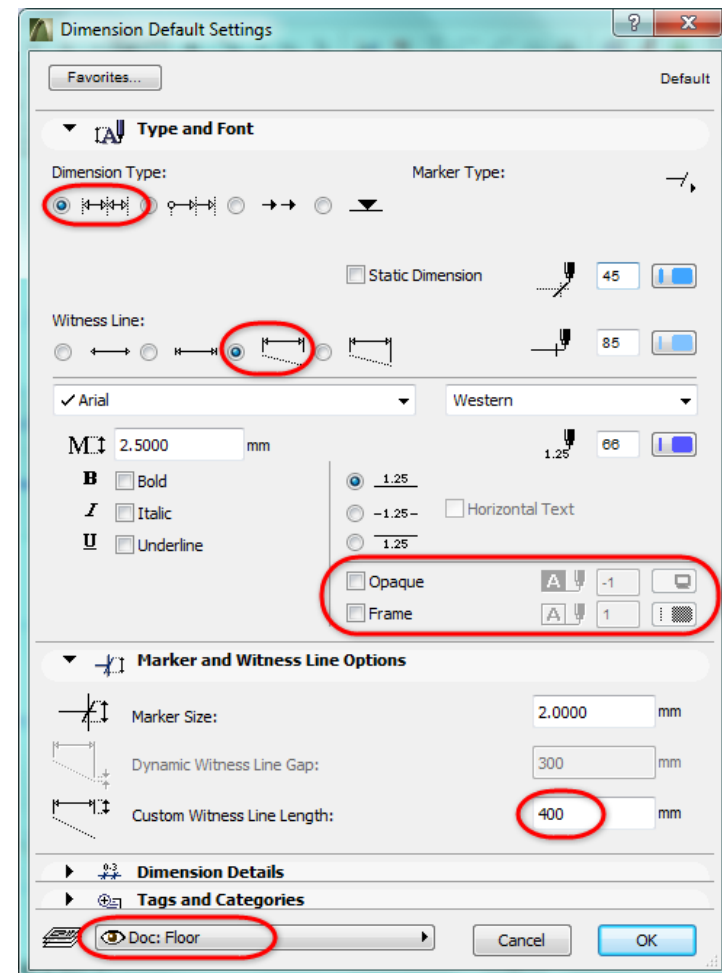 Dimension Default Settings
Favorites...
Default
Type and Font
Dimension Type:
Marker Type:
Static Dimension
45
Witness Line:
85
✓ Arial
Western
M 2.5000 mm
1.25 66
B Bold
1.25
I Italic
-1.25-
Horizontal Text
U Underline
1.25
Opaque
A -1
Frame
A 1
Marker and Witness Line Options
Marker Size: 2.0000 mm
Dynamic Witness Line Gap: 300 mm
Custom Witness Line Length: 400 mm
0.3 Dimension Details
Tags and Categories
Doc: Floor
Cancel
OK